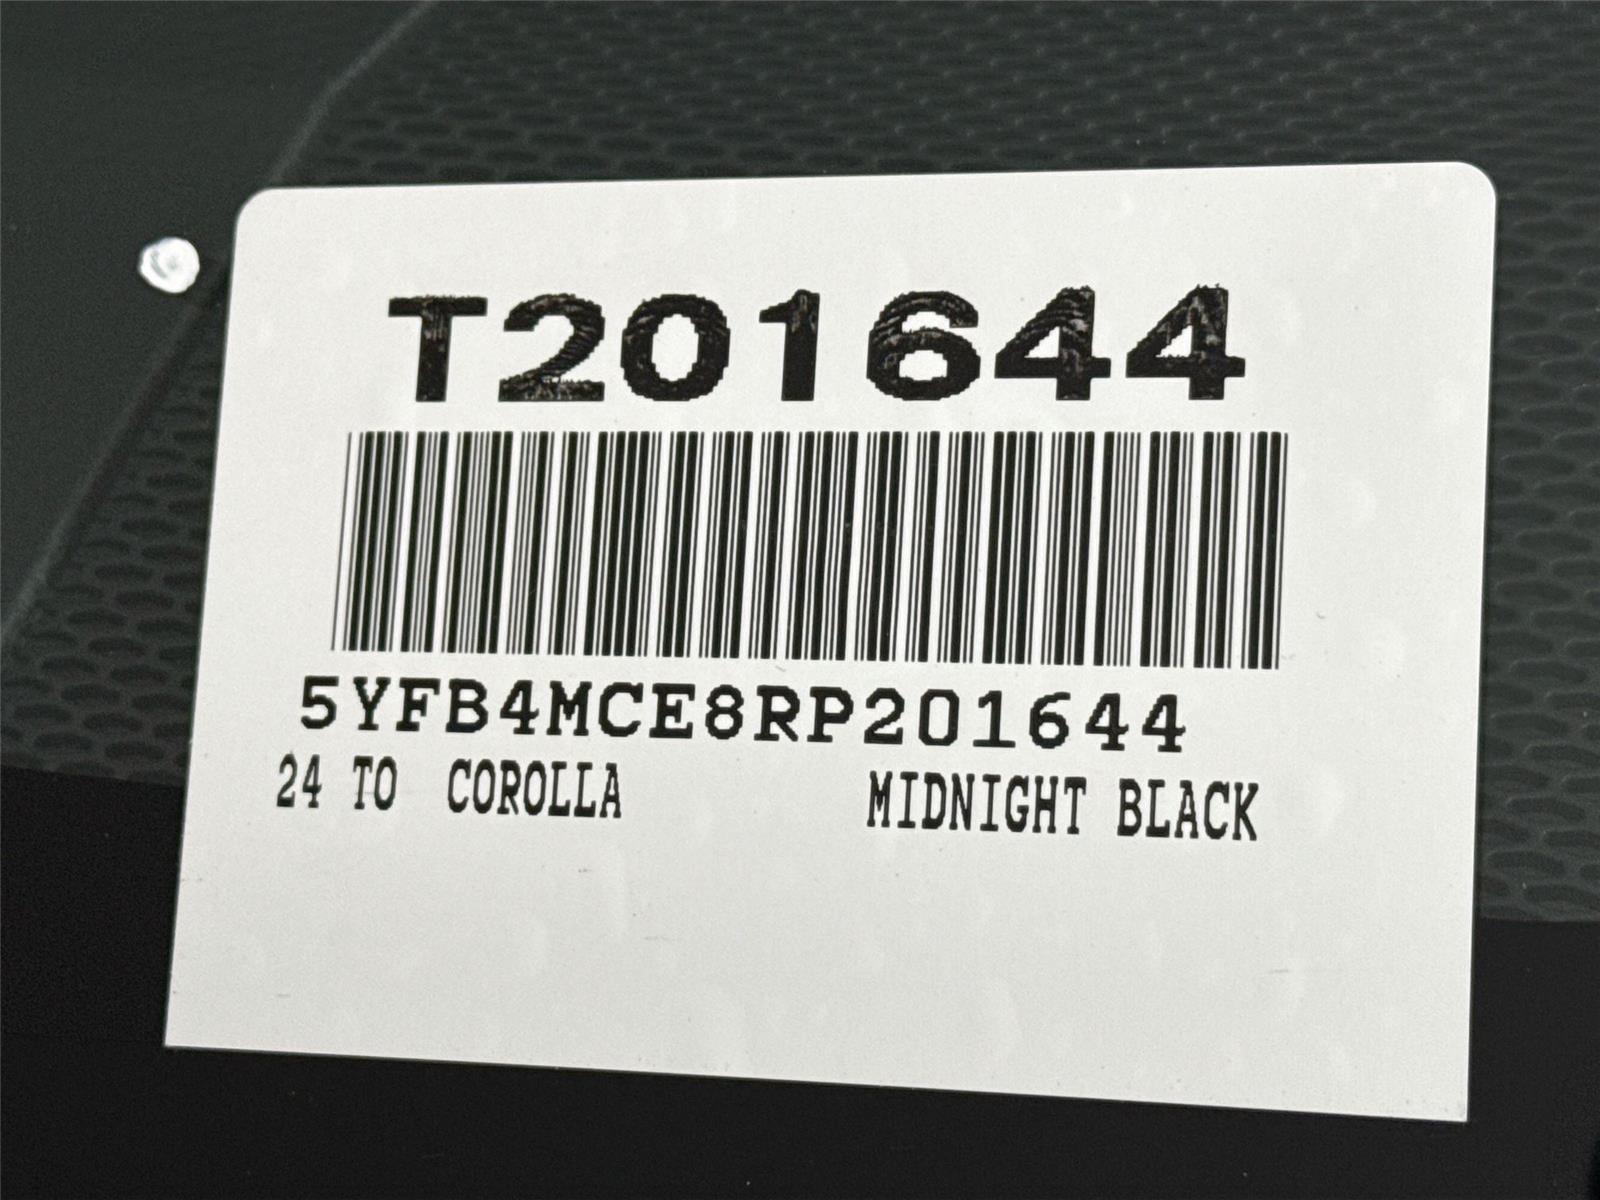 T201644
5YFB4MCE8RP201644
24 TO COROLLA MIDNIGHT BLACK